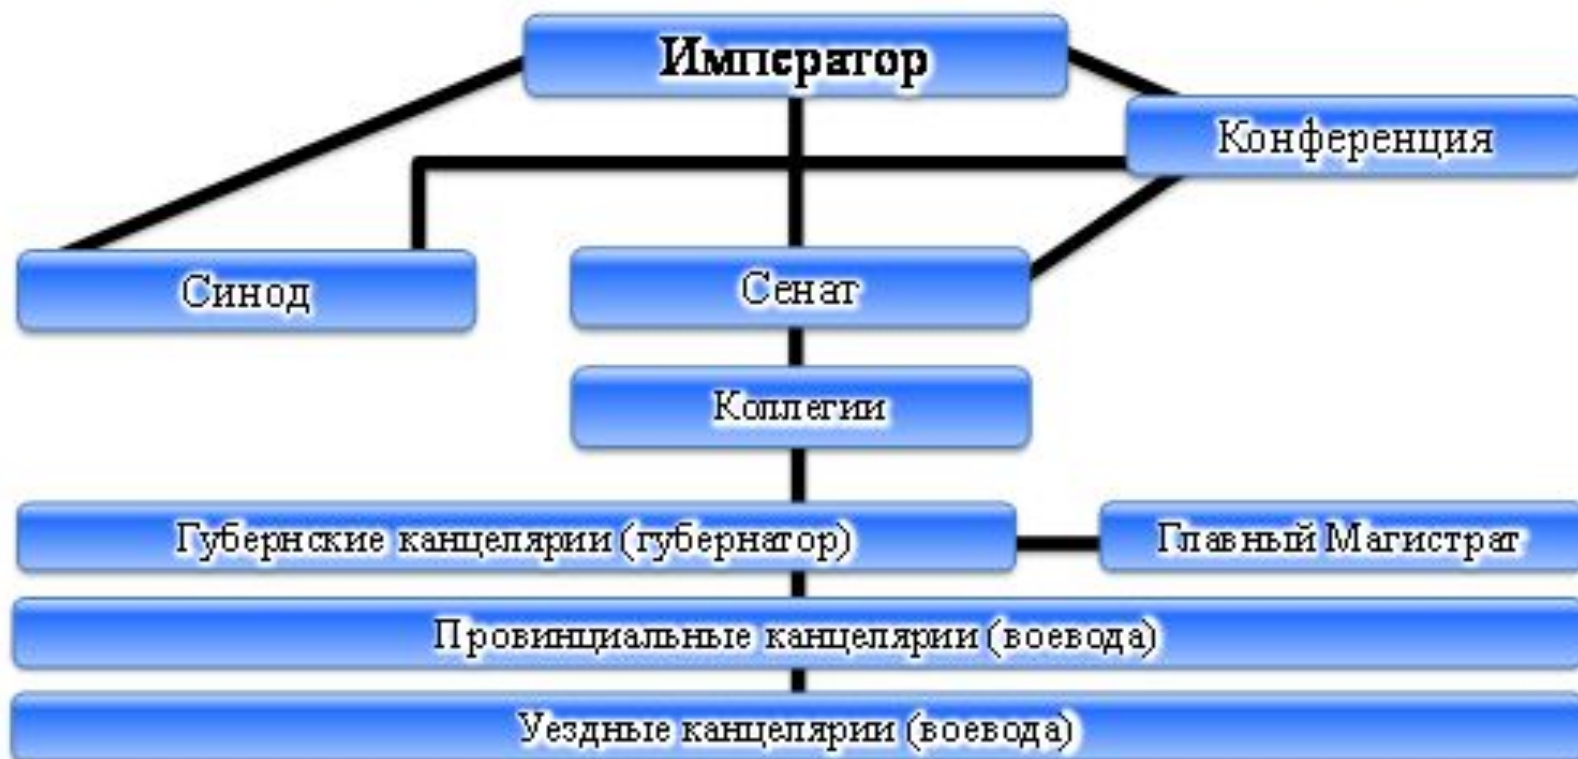 Император
Конференция
Синод
Сенат
Коллегии
Губернские канцелярии (губернатор)
Главный Магистрат
Провинциальные канцелярии (воевода)
Уездные канцелярии (воевода)